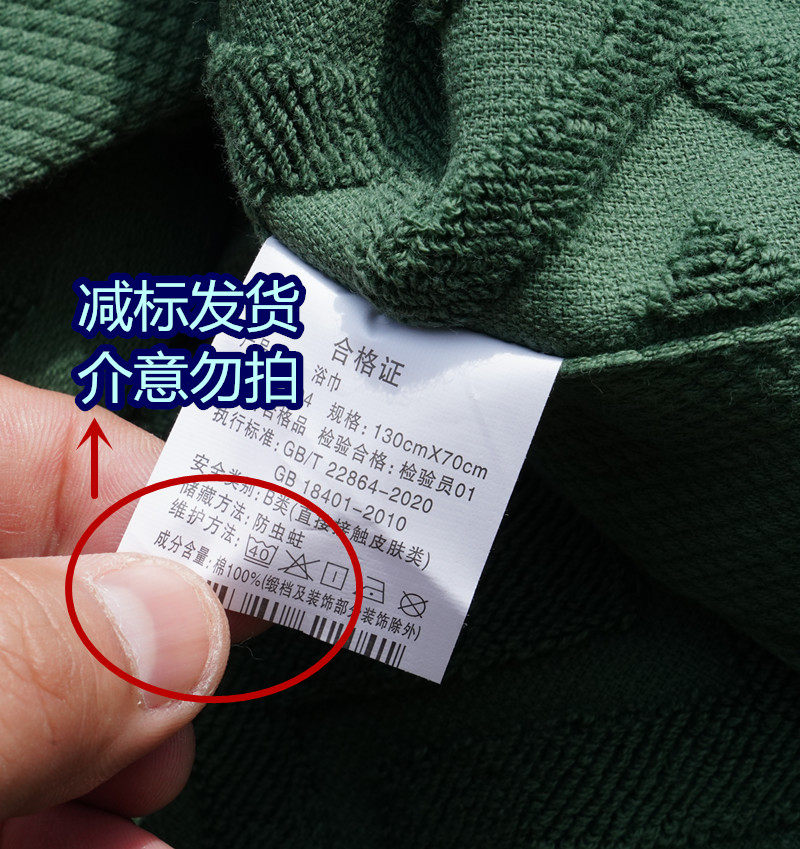 减标发货
介意勿拍
合格证
浴巾
4 规格:130cmX70cm
合格品 检验合格:检验员01
执行标准:GB/T 22864-2020
GB 18401-2010
安全类别:B类(直接接触皮肤类)
储藏方法:防虫蛀
维护方法: 40
成分含量:棉100%(缎档及装饰部分装饰除外)